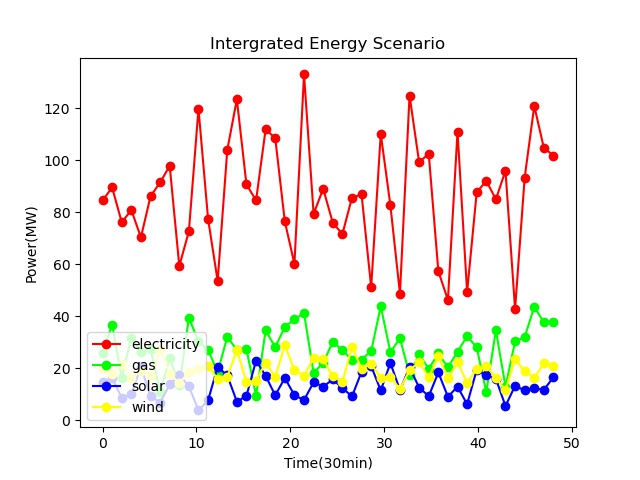 Intergrated Energy Scenario
Power(MW)
120
100
80
60
40
20
0
electricity
gas
solar
wind
0 10 20 30 40 50
Time(30min)